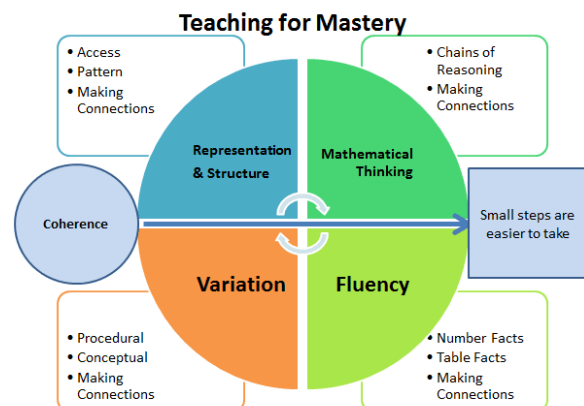 Teaching for Mastery
• Access
• Pattern
• Making
Connections
• Chains of
Reasoning
• Making
Connections
Representation
& Structure
Mathematical
Thinking
Coherence
Small steps are
easier to take
Variation
Fluency
• Procedural
• Conceptual
• Making
Connections
• Number Facts
• Table Facts
• Making
Connections